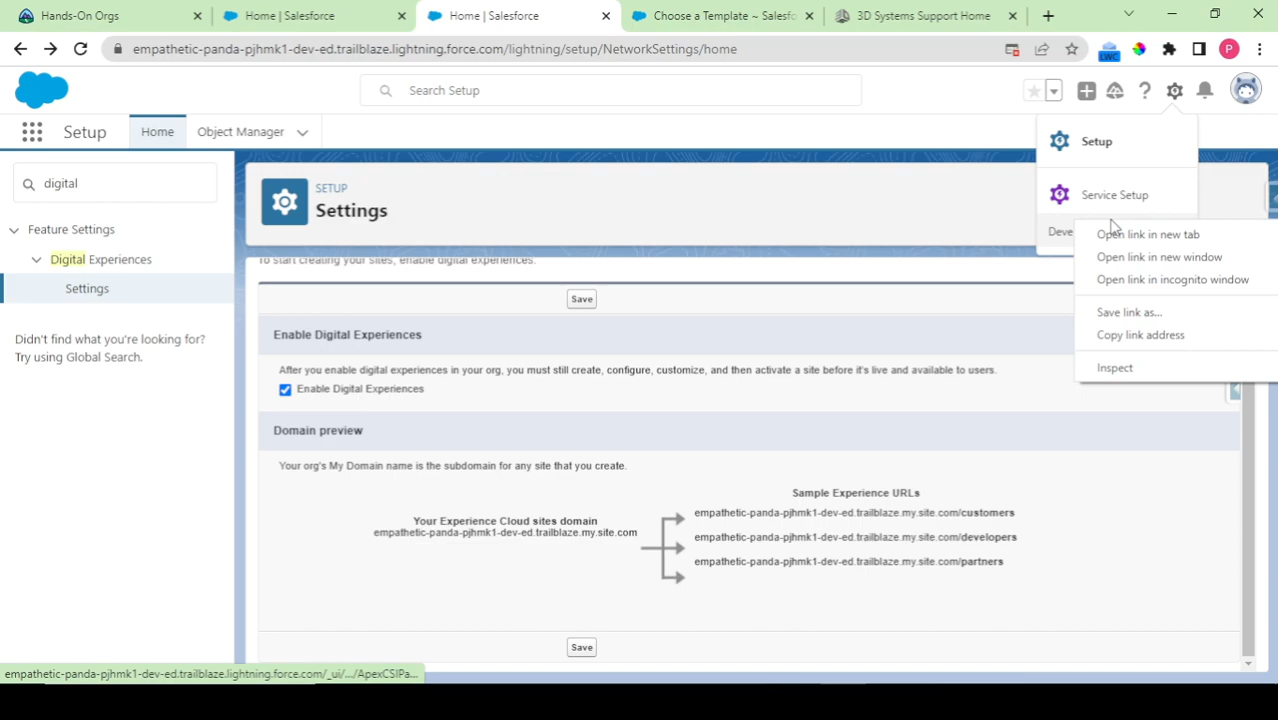 Hands-On Orgs
Home | Salesforce
Home | Salesforce
Choose a Template ~ Salesfo
3D Systems Support Home
empathetic-panda-pjhmk1-dev-ed.trailblaze.lightning.force.com/lightning/setup/NetworkSettings/home
LWC
P
Search Setup
Setup
Home
Object Manager
Setup
Service Setup
Deve
Open link in new tab
Open link in new window
Open link in incognito window
Save link as...
Copy link address
Inspect
digital
Feature Settings
Digital Experiences
Settings
Didn't find what you're looking for?
Try using Global Search.
SETUP
Settings
To start creating your sites, enable digital experiences.
Save
Enable Digital Experiences
After you enable digital experiences in your org, you must still create, configure, customize, and then activate a site before it's live and available to users.
Enable Digital Experiences
Domain preview
Your org's My Domain name is the subdomain for any site that you create.
Your Experience Cloud sites domain
empathetic-panda-pjhmk1-dev-ed.trailblaze.my.site.com
Sample Experience URLs
empathetic-panda-pjhmk1-dev-ed.trailblaze.my.site.com/customers
empathetic-panda-pjhmk1-dev-ed.trailblaze.my.site.com/developers
empathetic-panda-pjhmk1-dev-ed.trailblaze.my.site.com/partners
Save
empathetic-panda-pjhmk1-dev-ed.trailblaze.lightning.force.com/_ui/.../ApexCSIPa...